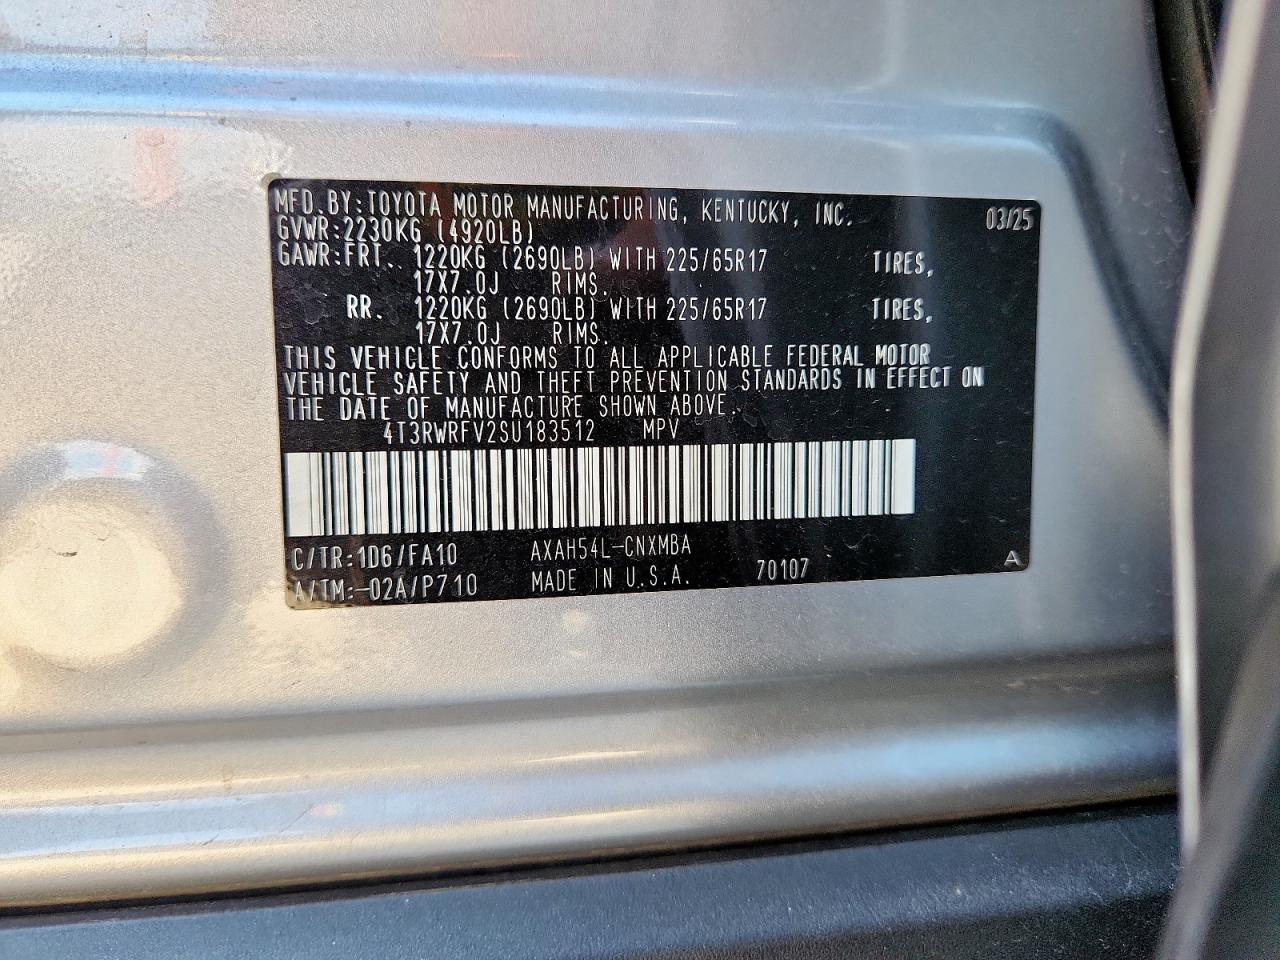 MFD. BY: TOYOTA MOTOR MANUFACTURING, KENTUCKY, INC. 03/25
GVWR: 2230KG (4920LB)
GAWR: FRT. 1220KG (2690LB) WITH 225/65R17 TIRES,
17X7.0J RIMS.
RR. 1220KG (2690LB) WITH 225/65R17 TIRES,
17X7.0J RIMS.
THIS VEHICLE CONFORMS TO ALL APPLICABLE FEDERAL MOTOR
VEHICLE SAFETY AND THEFT PREVENTION STANDARDS IN EFFECT ON
THE DATE OF MANUFACTURE SHOWN ABOVE.
4T3RWRFV2SU183512 MPV
C/TR: 1D6/FA10 AXAH54L-CNXMBA
A/TM: -02A/P710 MADE IN U.S.A. 70107 A